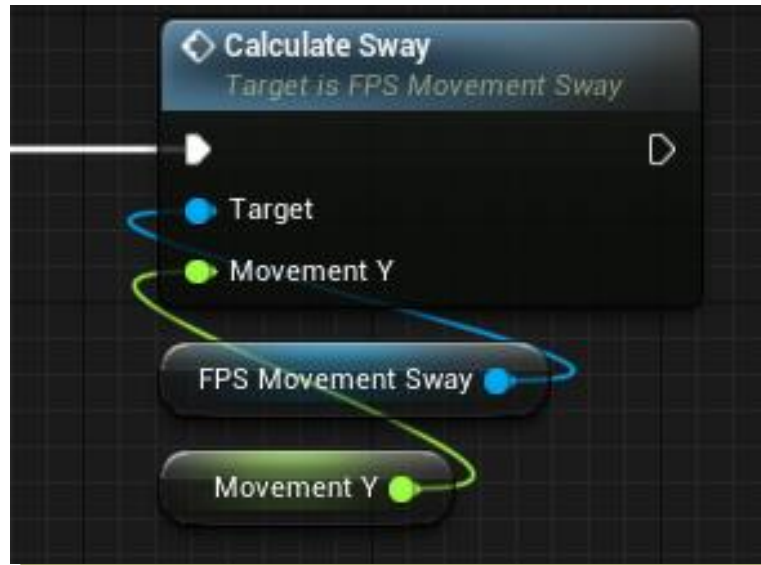 Calculate Sway
Target is FPS Movement Sway
Target
Movement Y
FPS Movement Sway
Movement Y